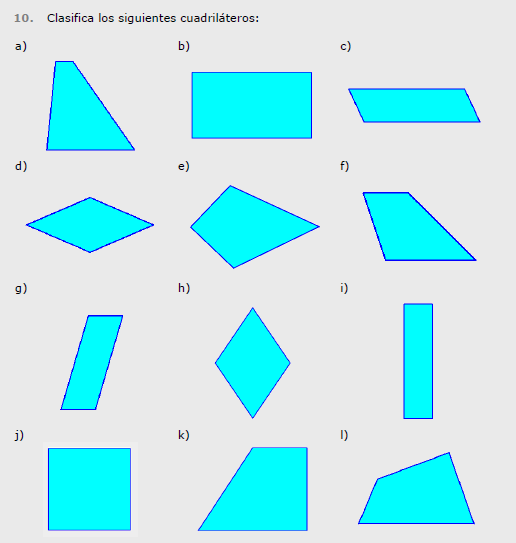 10. Clasifica los siguientes cuadriláteros:
a) b) c)
d) e) f)
g) h) i)
j) k) l)